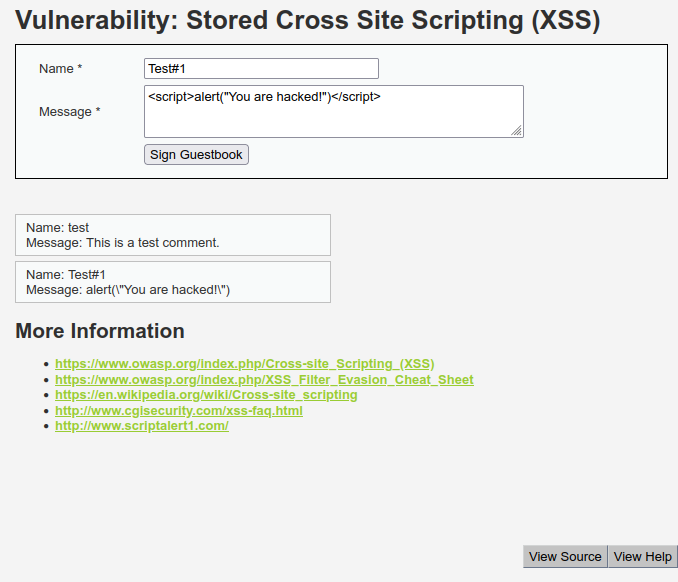 Vulnerability: Stored Cross Site Scripting (XSS)
Name *
Test#1
Message *
<script>alert("You are hacked!")</script>
Sign Guestbook
Name: test
Message: This is a test comment.
Name: Test#1
Message: alert(\"You are hacked!\")
More Information
https://www.owasp.org/index.php/Cross-site_Scripting_(XSS)
https://www.owasp.org/index.php/XSS_Filter_Evasion_Cheat_Sheet
https://en.wikipedia.org/wiki/Cross-site_scripting
http://www.cgisecurity.com/xss-faq.html
http://www.scriptalert1.com/
View Source
View Help